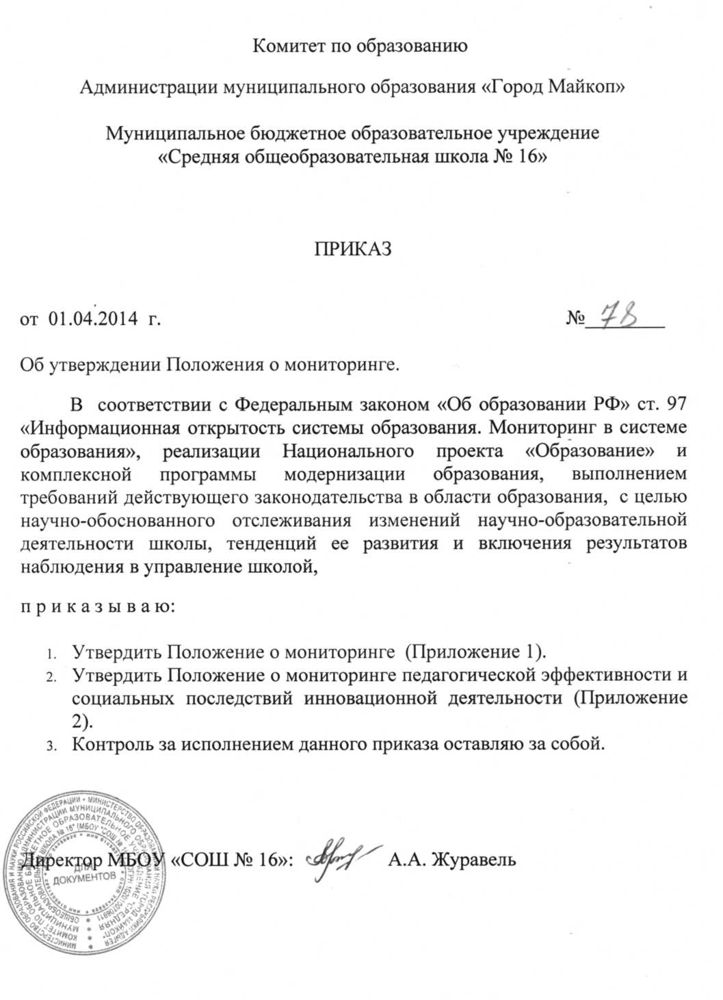 Комитет по образованию
Администрации муниципального образования «Город Майкоп»
Муниципальное бюджетное образовательное учреждение
«Средняя общеобразовательная школа № 16»
ПРИКАЗ
от 01.04.2014 г. № 78
Об утверждении Положения о мониторинге.
В соответствии с Федеральным законом «Об образовании РФ» ст. 97
«Информационная открытость системы образования. Мониторинг в системе
образования», реализации Национального проекта «Образование» и
комплексной программы модернизации образования, выполнением
требований действующего законодательства в области образования, с целью
научно-обоснованного отслеживания изменений научно-образовательной
деятельности школы, тенденций ее развития и включения результатов
наблюдения в управление школой,
п р и к а з ы в а ю:
1. Утвердить Положение о мониторинге (Приложение 1).
2. Утвердить Положение о мониторинге педагогической эффективности и
социальных последствий инновационной деятельности (Приложение
2).
3. Контроль за исполнением данного приказа оставляю за собой.
Директор МБОУ «СОШ № 16»: А.А. Журавель
ДЛЯ
ДОКУМЕНТОВ